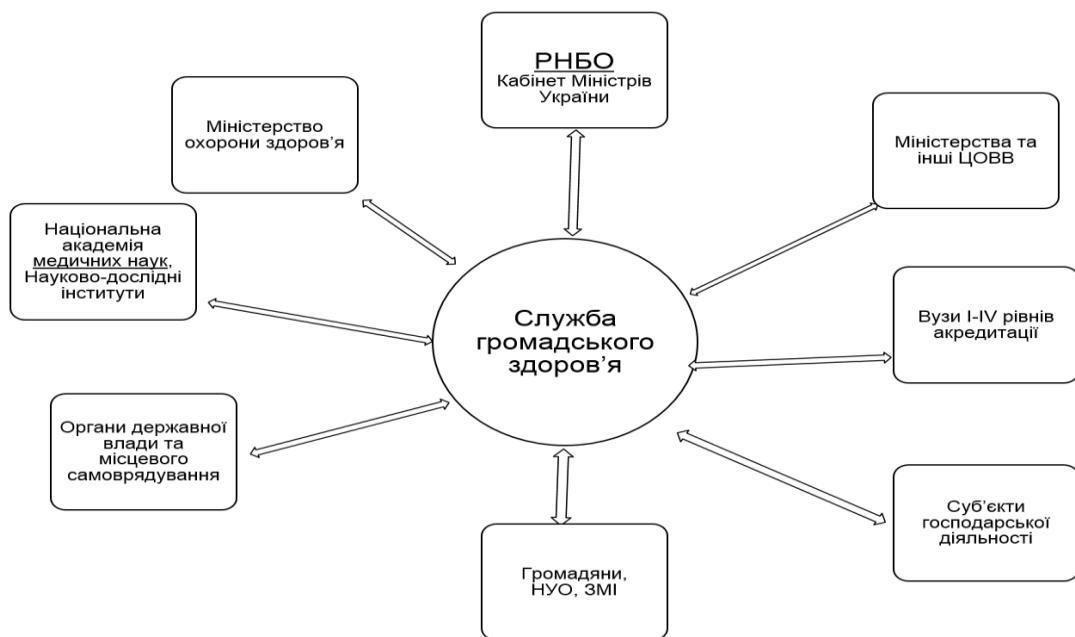 РНБО
Кабінет Міністрів
України
Міністерство
охорони здоров’я
Міністерства та
інші ЦОВВ
Національна
академія
медичних наук,
Науково-дослідні
інститути
Служба
громадського
здоров’я
Вузи І-ІV рівнів
акредитації
Органи державної
влади та
місцевого
самоврядування
Суб’єкти
господарської
діяльності
Громадяни,
НУО, ЗМІ